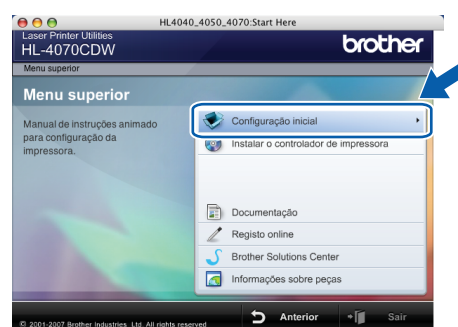 HL4040_4050_4070:Start Here
Laser Printer Utilities
HL-4070CDW
brother
Menu superior
Menu superior
Manual de instruções animado
para configuração da
impressora.
Configuração inicial
Instalar o controlador de impressora
Documentação
Registo online
Brother Solutions Center
Informações sobre peças
Anterior
Sair
© 2001-2007 Brother Industries, Ltd. All rights reserved